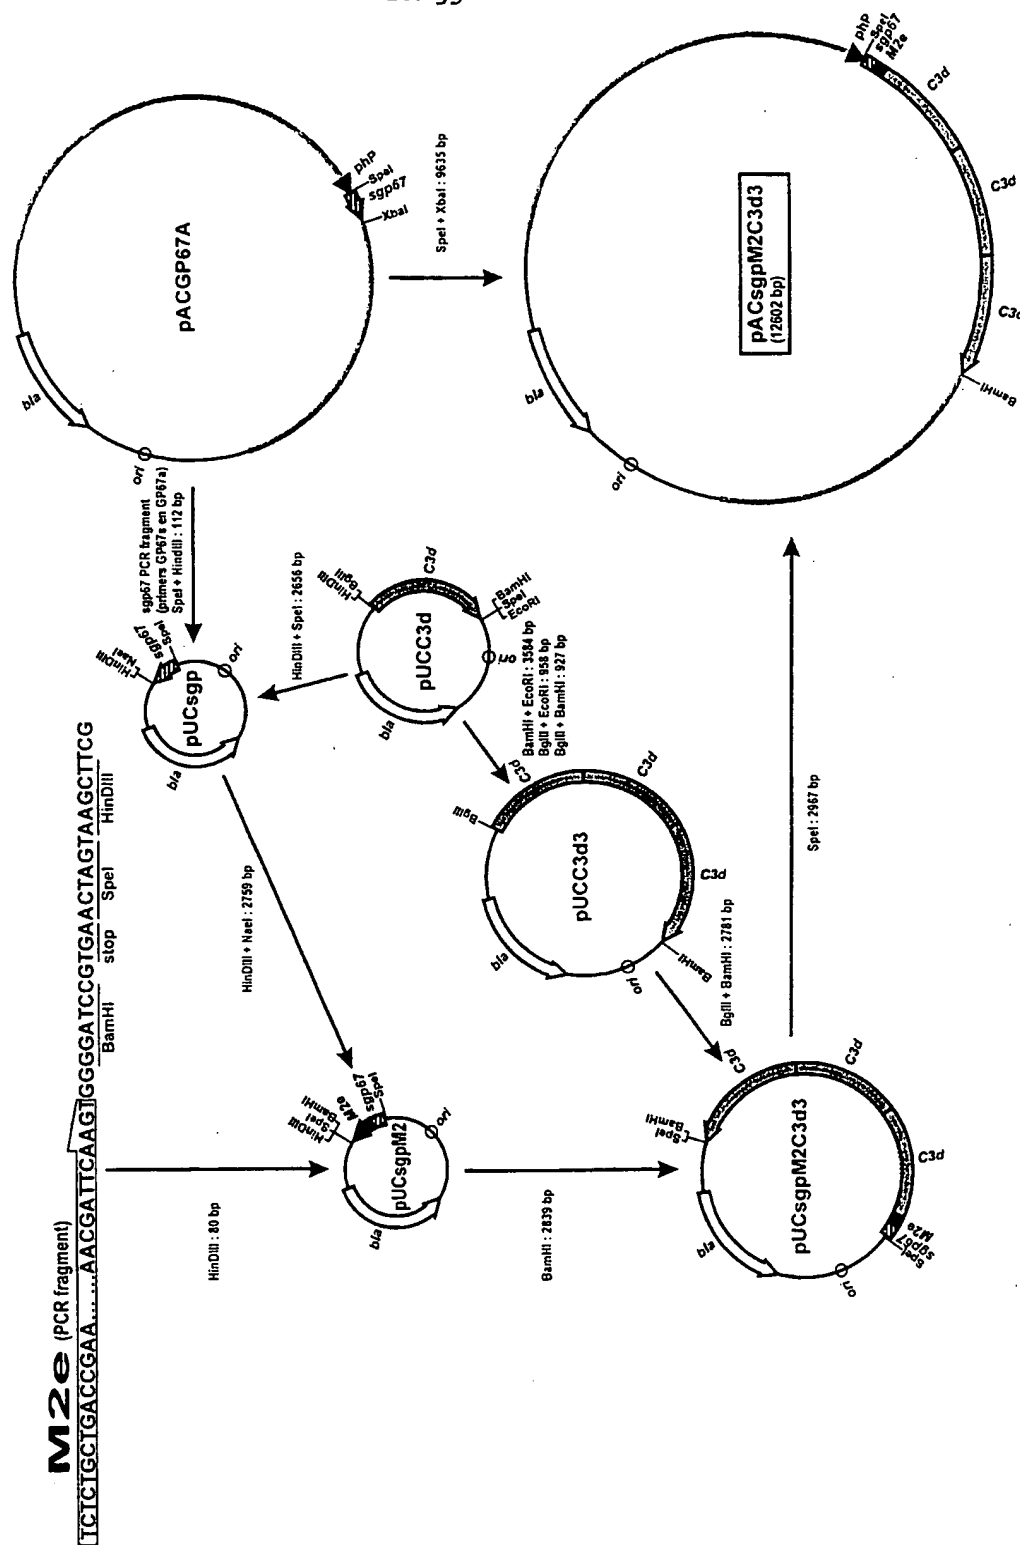 M2e (PCR fragment)
TCTCTGCTGACCGAA.....AACGATTCAAGTGGGGATCCGTGAACTAGTAAGCTTCG
BamHI stop SpeI HinDIII
HinDIII : 80 bp
HinDIII + NaeI : 2759 bp
HinDIII
SpeI
BamHI
M2e
sgp67
SpeI
pUCsgpM2
bla
ori
BamHI : 2839 bp
SpeI
BamHI
C3d
C3d
C3d
M2e
sgp67
SpeI
pUCsgpM2C3d3
bla
ori
HinDIII
NaeI
sgp67
SpeI
pUCsgp
bla
ori
sgp67 PCR fragment
(primers GP67s en GP67a)
SpeI + HindIII : 112 bp
HinDIII + SpeI : 2656 bp
HinDIII
BglII
C3d
BamHI
SpeI
EcoRI
pUCC3d
bla
ori
BamHI + EcoRI : 3584 bp
BglII + EcoRI : 958 bp
BglII + BamHI : 927 bp
BglII
C3d
C3d
C3d
BamHI
pUCC3d3
bla
ori
BglII + BamHI : 2781 bp
SpeI : 2967 bp
pACGP67A
bla
ori
phP
SpeI
sgp67
XbaI
SpeI + XbaI : 9635 bp
pACsgpM2C3d3
(12602 bp)
bla
ori
phP
SpeI
sgp67
M2e
C3d
C3d
C3d
BamHI